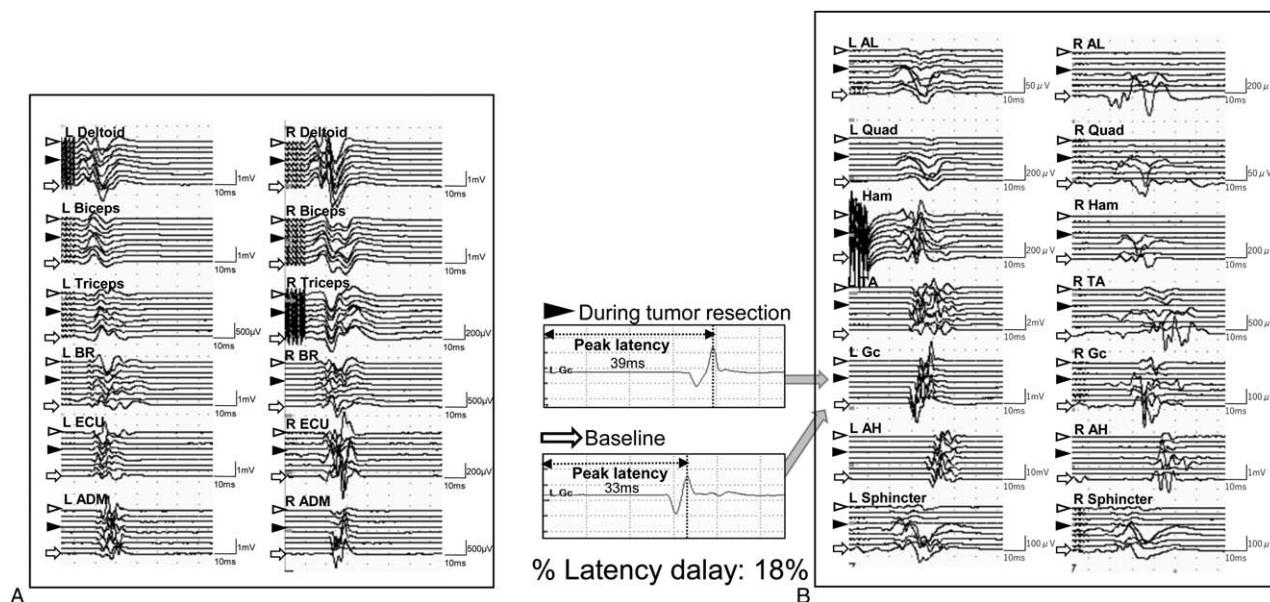 L Deltoid
1mV
10ms
R Deltoid
1mV
10ms
L Biceps
1mV
10ms
R Biceps
1mV
10ms
L Triceps
500μV
10ms
R Triceps
200μV
10ms
L BR
1mV
10ms
R BR
500μV
10ms
L ECU
1mV
10ms
R ECU
200μV
10ms
L ADM
1mV
10ms
R ADM
500μV
10ms
A
During tumor resection
Peak latency
39ms
L Gc
Baseline
Peak latency
33ms
L Gc
% Latency dalay: 18%
L AL
50μV
10ms
R AL
200μ
10ms
L Quad
200μV
10ms
R Quad
50μV
10ms
L Ham
200μV
10ms
R Ham
200μ
10ms
L TA
2mV
10ms
R TA
500μ
10ms
L Gc
1mV
10ms
R Gc
100μ
10ms
L AH
10mV
10ms
R AH
1mV
10ms
L Sphincter
100μV
10ms
R Sphincter
100μ
10ms
7
7
B